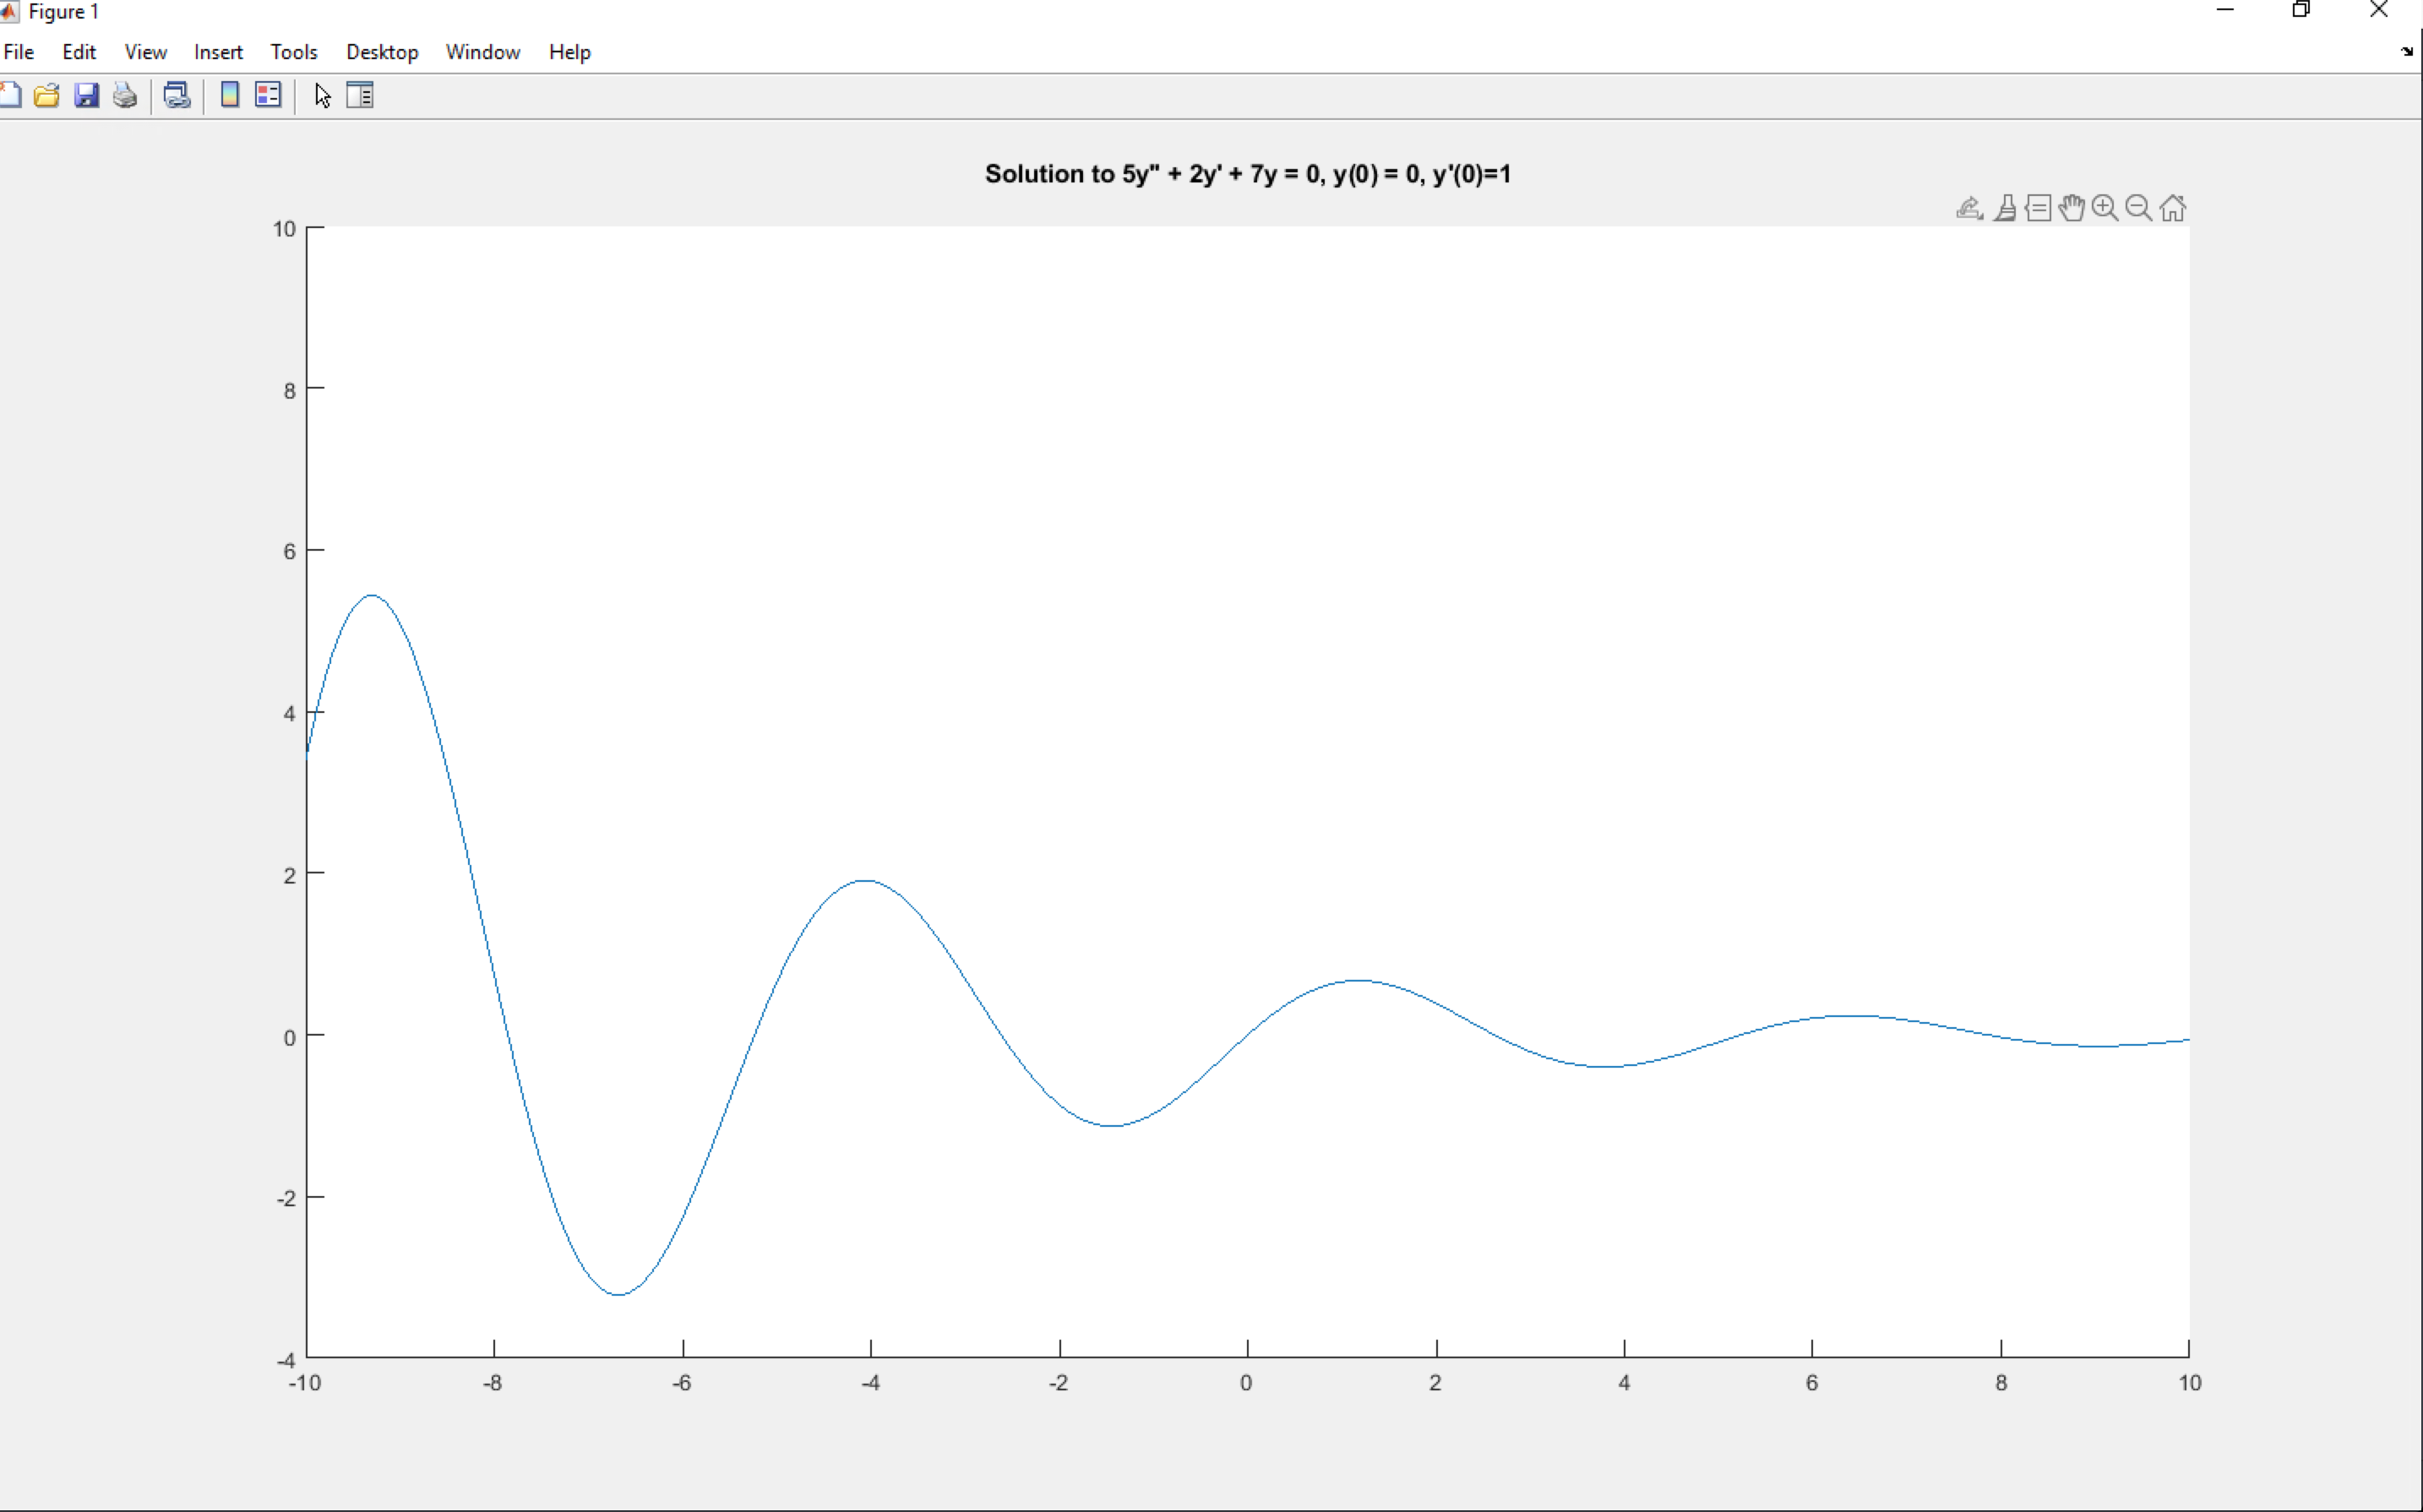 Figure 1
File Edit View Insert Tools Desktop Window Help
Solution to 5y" + 2y' + 7y = 0, y(0) = 0, y'(0)=1
10
8
6
4
2
0
-2
-4
-10 -8 -6 -4 -2 0 2 4 6 8 10